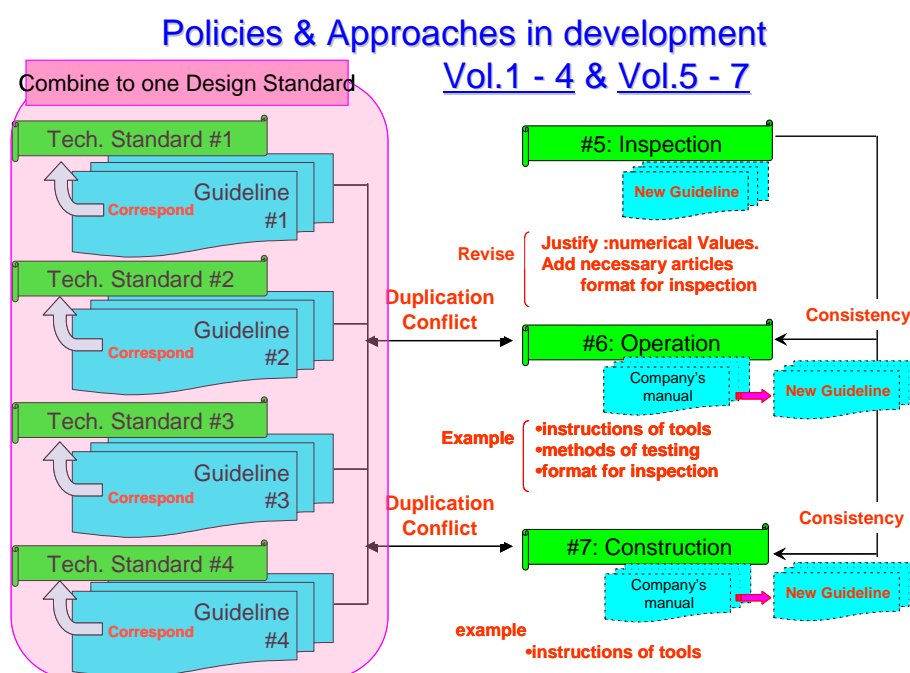 Policies & Approaches in development
Vol.1 - 4 & Vol.5 - 7
Combine to one Design Standard
Tech. Standard #1
Guideline
#1
Correspond
Tech. Standard #2
Guideline
#2
Correspond
Tech. Standard #3
Guideline
#3
Correspond
Tech. Standard #4
Guideline
#4
Correspond
Duplication
Conflict
Duplication
Conflict
#5: Inspection
New Guideline
Revise
Justify :numerical Values.
Add necessary articles
format for inspection
Consistency
#6: Operation
Company's
manual
New Guideline
Example
•instructions of tools
•methods of testing
•format for inspection
Consistency
#7: Construction
Company's
manual
New Guideline
example
•instructions of tools